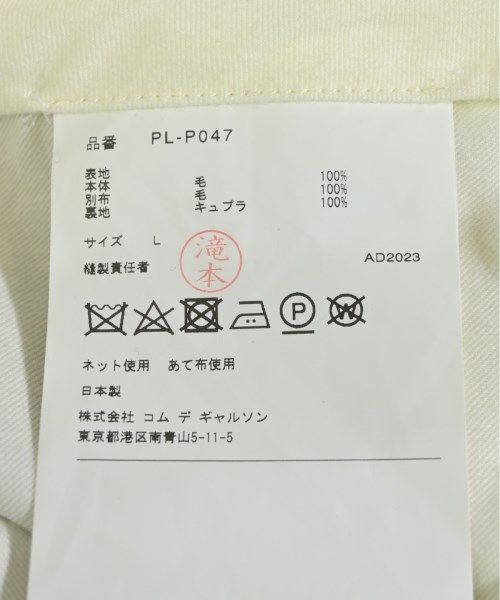 品番 PL-P047
表地
本体 毛 100%
別布 毛 100%
裏地 キュプラ 100%
サイズ L
縫製責任者 滝本 AD2023
P W
ネット使用 あて布使用
日本製
株式会社 コム デ ギャルソン
東京都港区南青山5-11-5